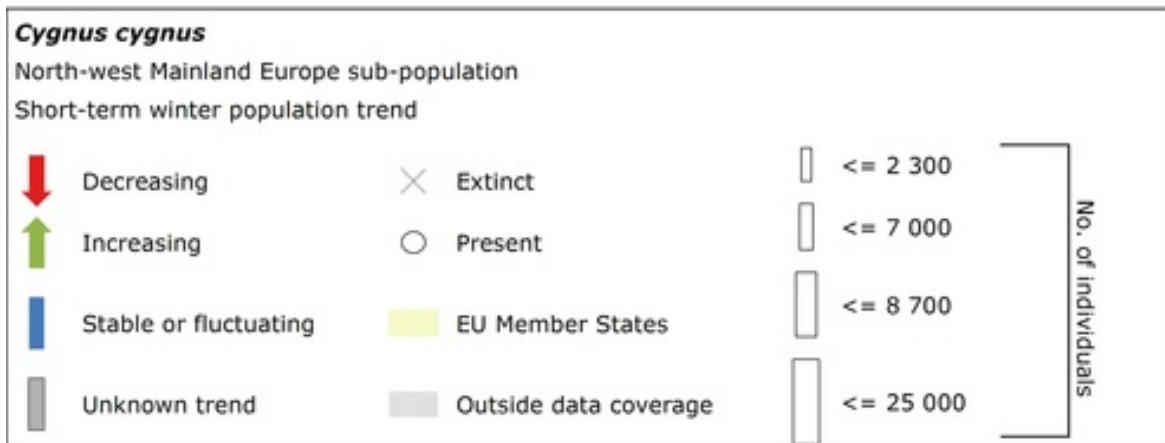 Cygnus cygnus
North-west Mainland Europe sub-population
Short-term winter population trend
Decreasing
Increasing
Stable or fluctuating
Unknown trend
Extinct
Present
EU Member States
Outside data coverage
<= 2 300
<= 7 000
<= 8 700
<= 25 000
No. of individuals